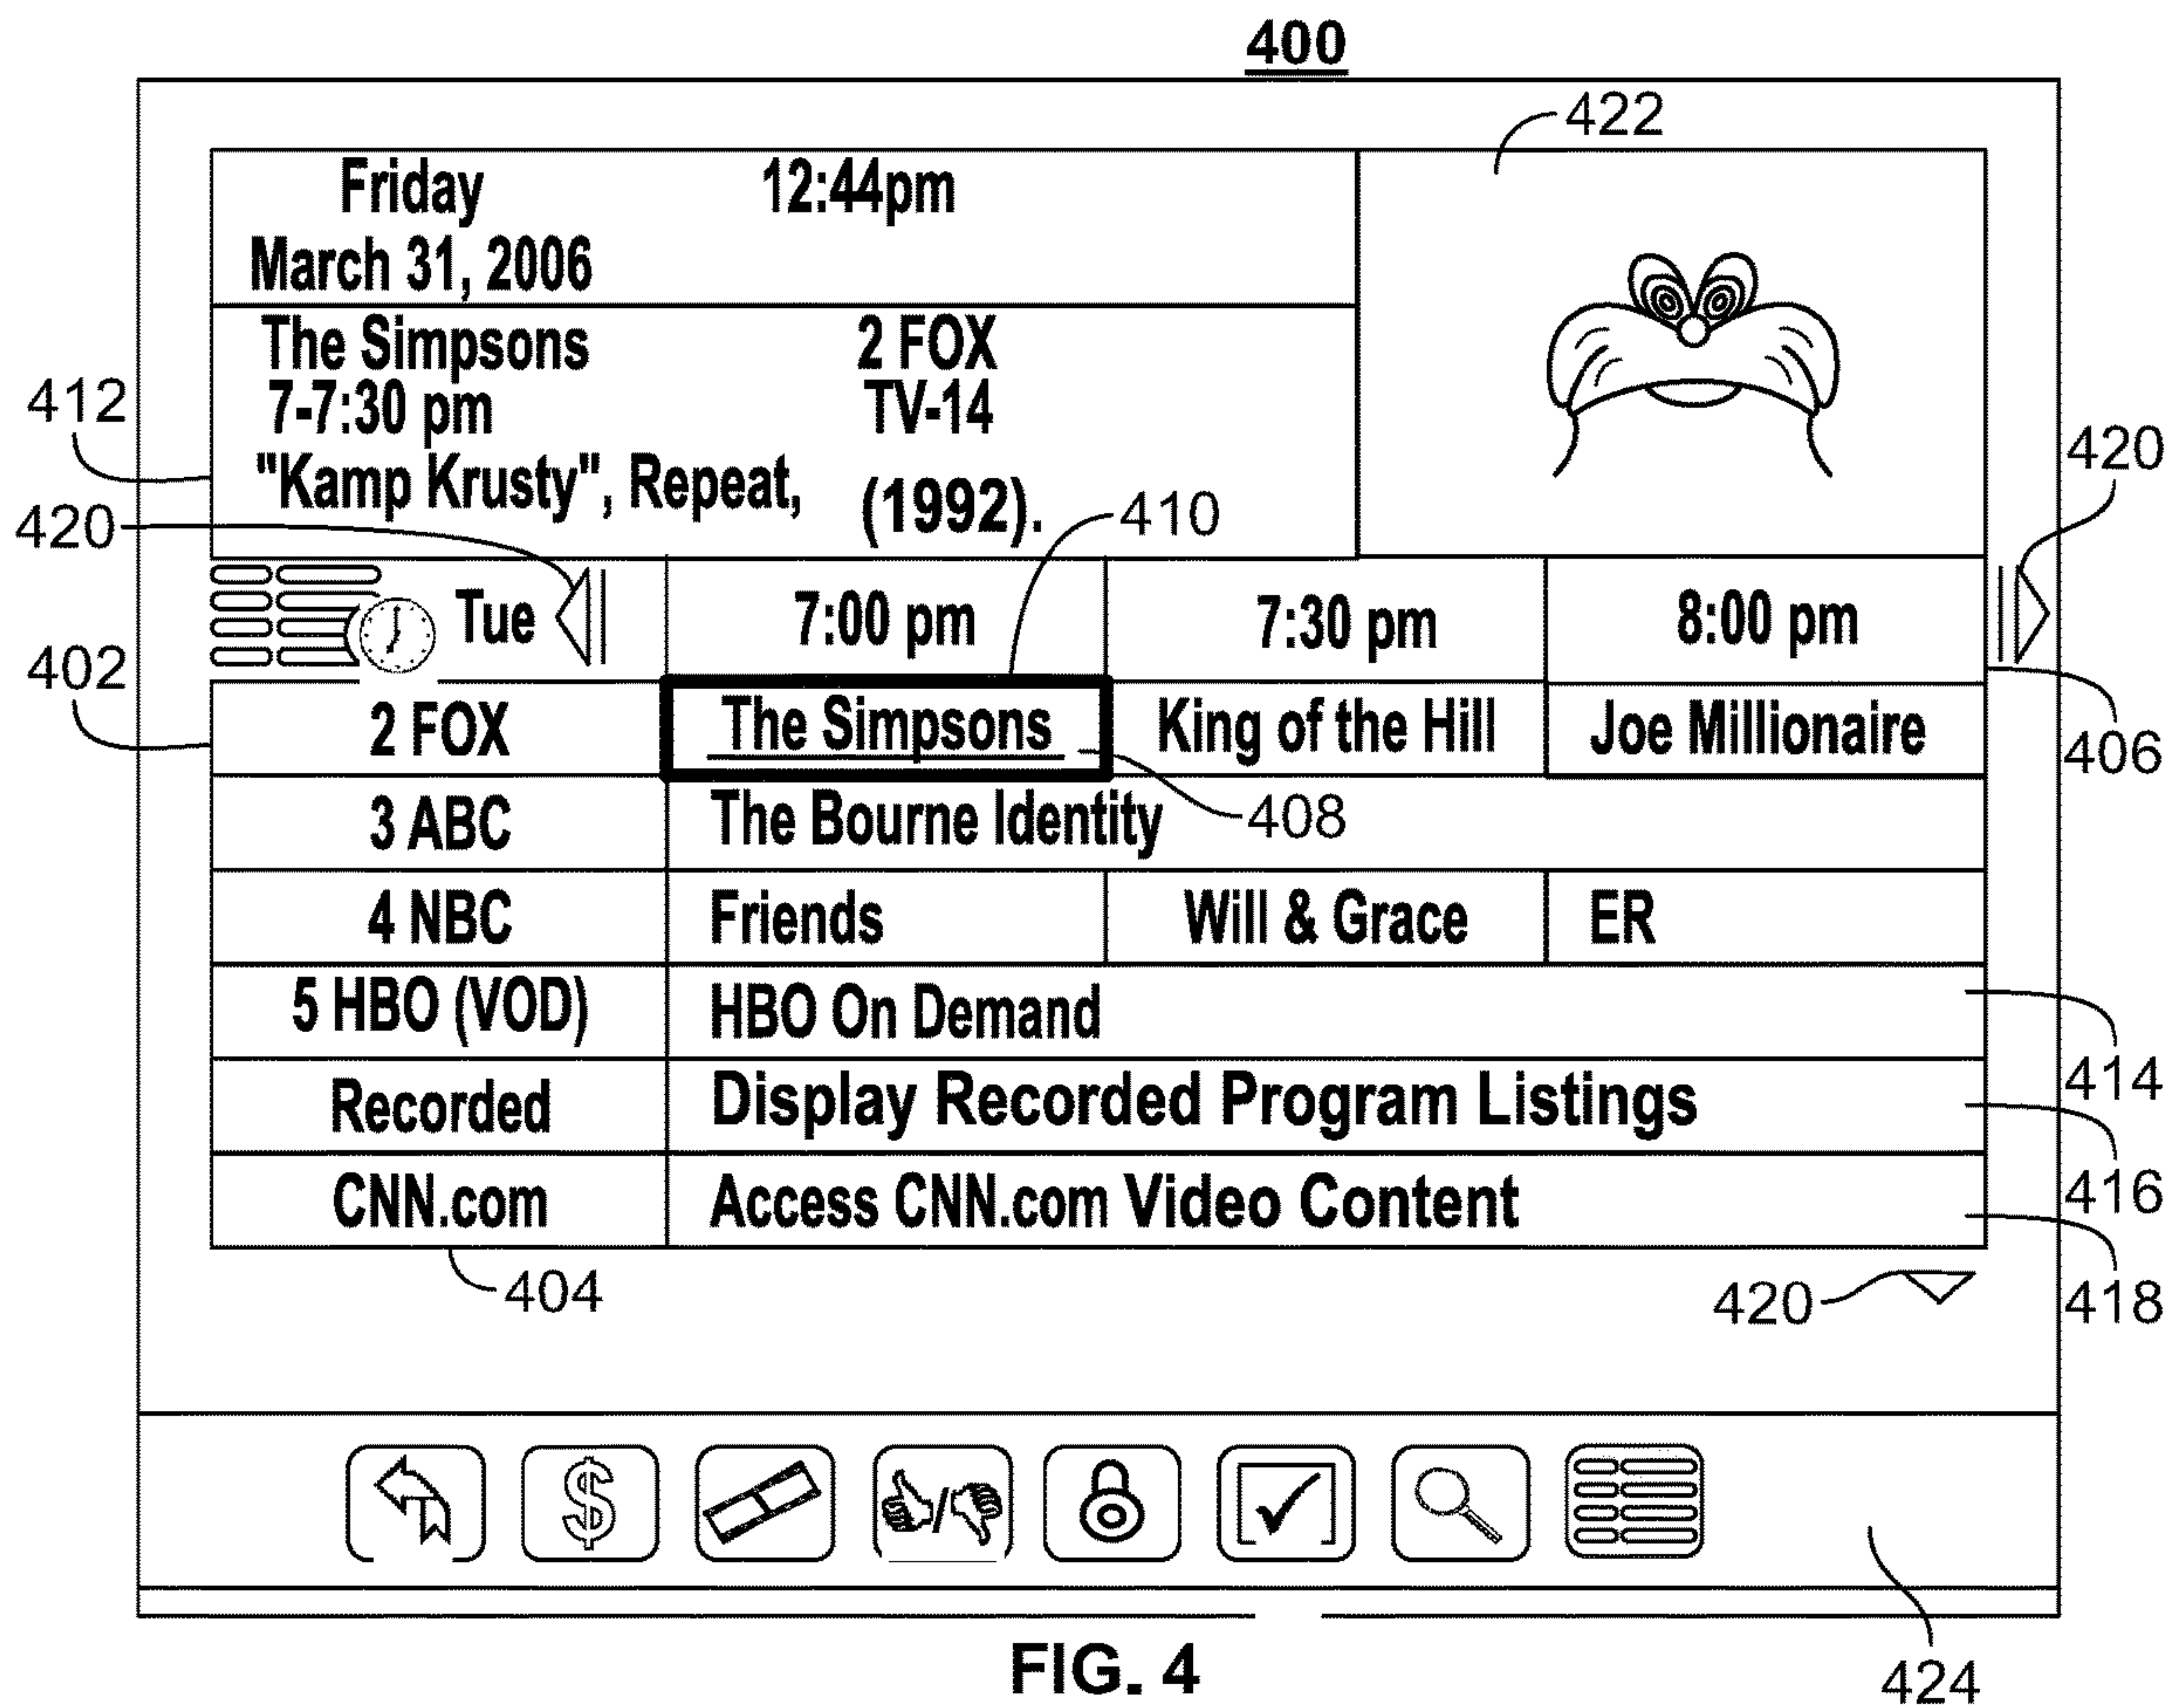 400
422
Friday 12:44pm
March 31, 2006
The Simpsons 2 FOX
412
7-7:30 pm TV-14
420
"Kamp Krusty", Repeat, (1992).
410
420
Tue 7:00 pm 7:30 pm 8:00 pm
402
2 FOX The Simpsons King of the Hill Joe Millionaire
406
3 ABC The Bourne Identity
408
4 NBC Friends Will & Grace ER
5 HBO (VOD) HBO On Demand
414
Recorded Display Recorded Program Listings
416
CNN.com Access CNN.com Video Content
404
420
418
$
/
FIG. 4
424